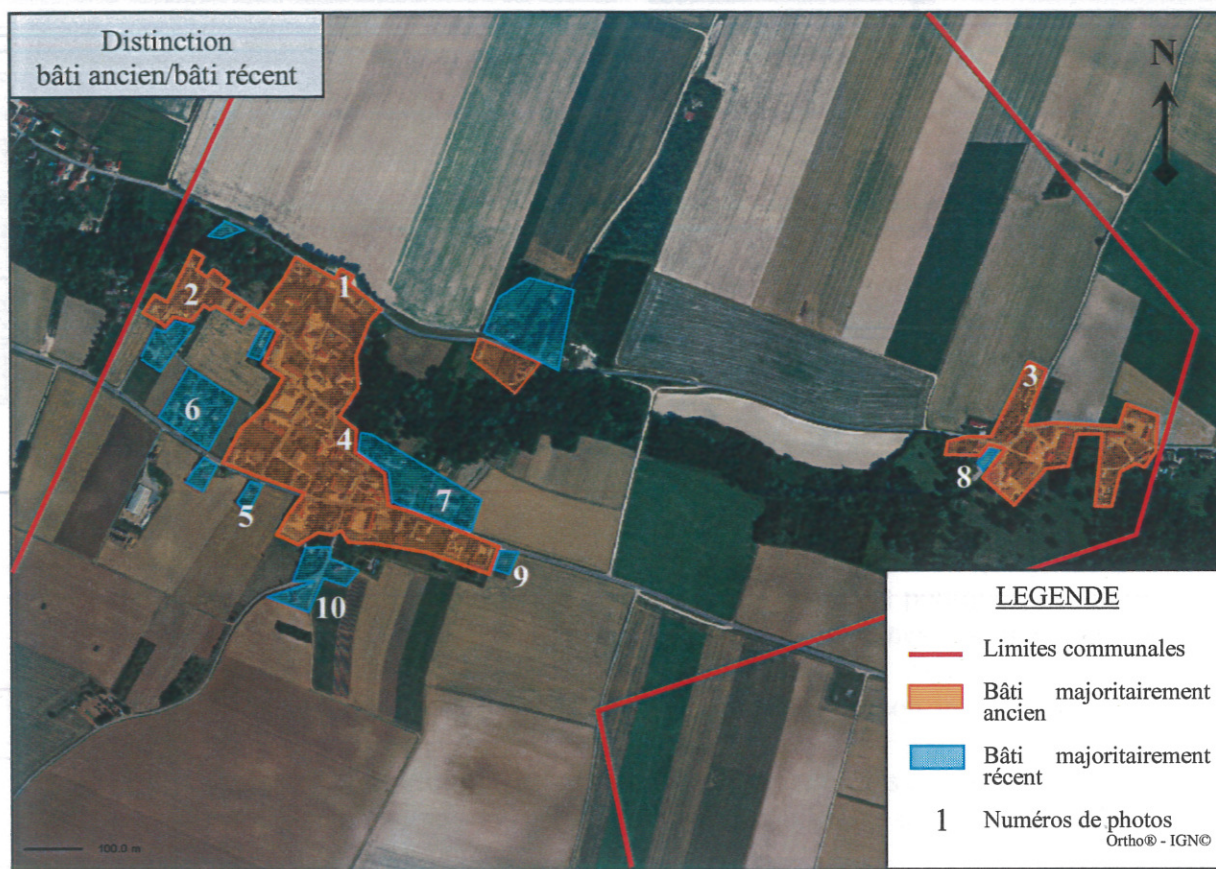 Distinction
bâti ancien/bâti récent
N
1
2
3
4
5
6
7
8
9
10
LEGENDE
Limites communales
Bâti majoritairement
ancien
Bâti majoritairement
récent
1 Numéros de photos
Ortho® - IGN©
100.0 m